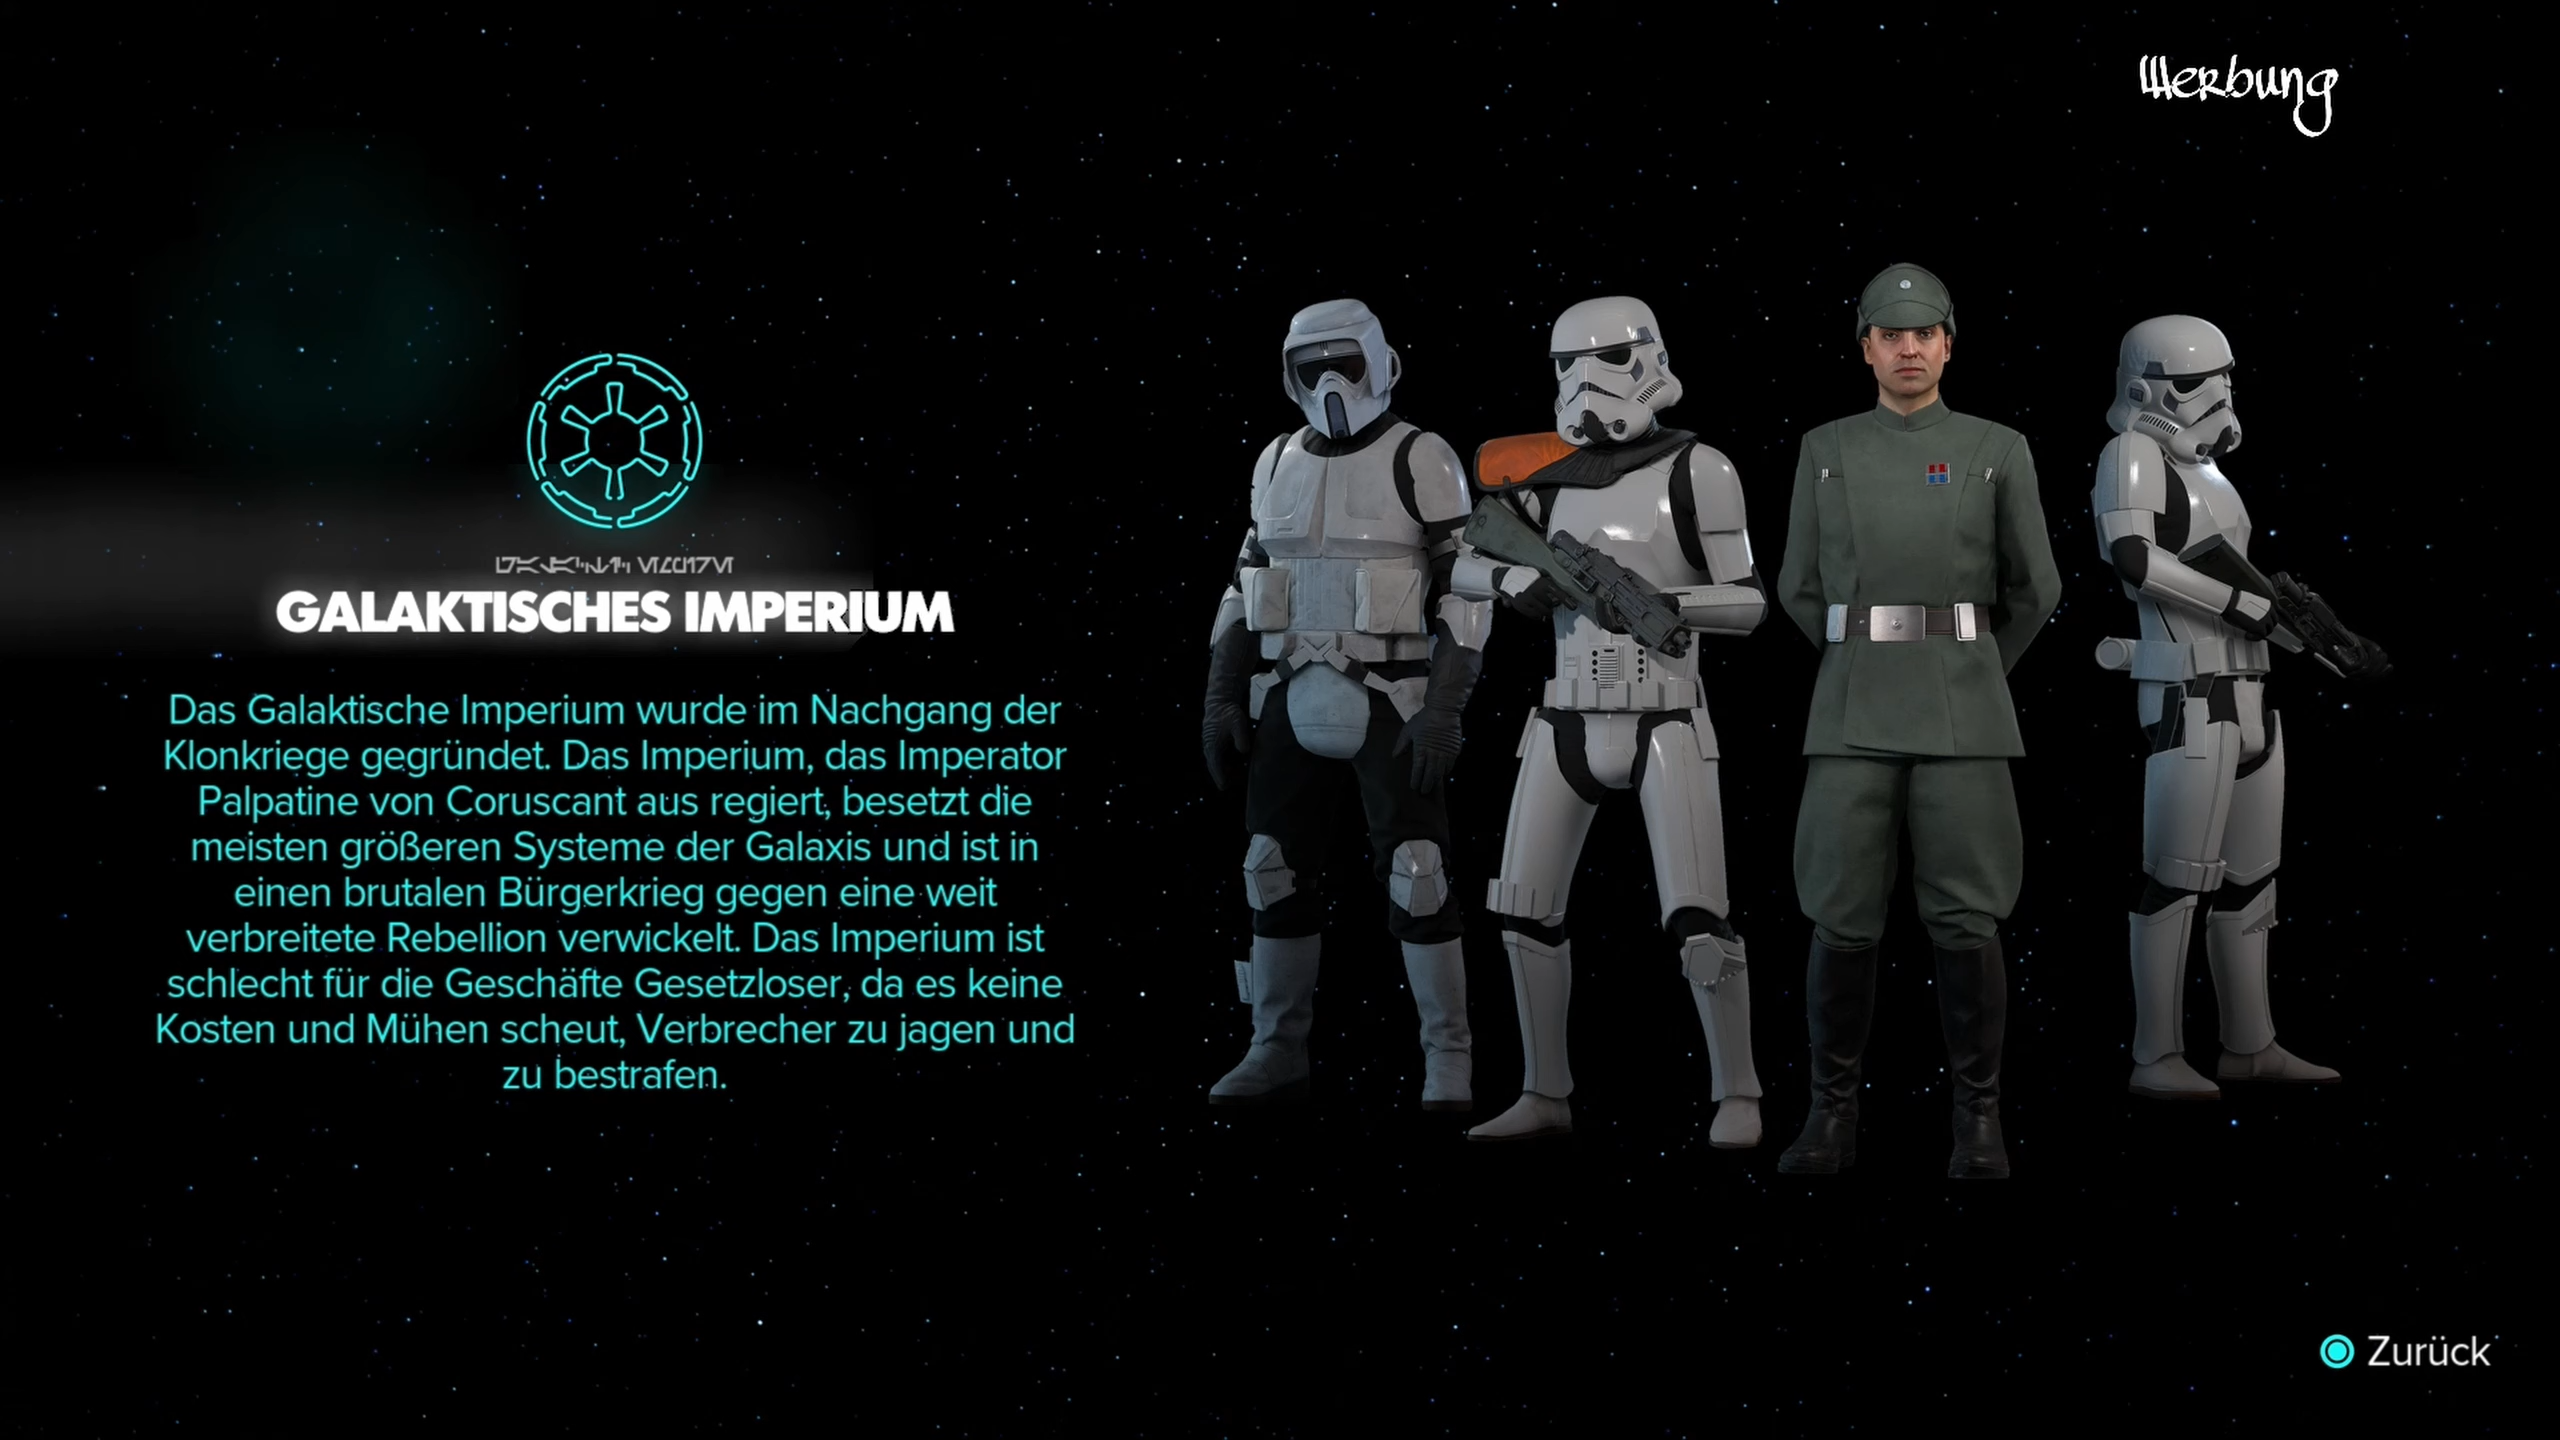 Werbung
GALAKTISCHES IMPERIUM
Das Galaktische Imperium wurde im Nachgang der
Klonkriege gegründet. Das Imperium, das Imperator
Palpatine von Coruscant aus regiert, besetzt die
meisten größeren Systeme der Galaxis und ist in
einen brutalen Bürgerkrieg gegen eine weit
verbreitete Rebellion verwickelt. Das Imperium ist
schlecht für die Geschäfte Gesetzloser, da es keine
Kosten und Mühen scheut, Verbrecher zu jagen und
zu bestrafen.
Zurück